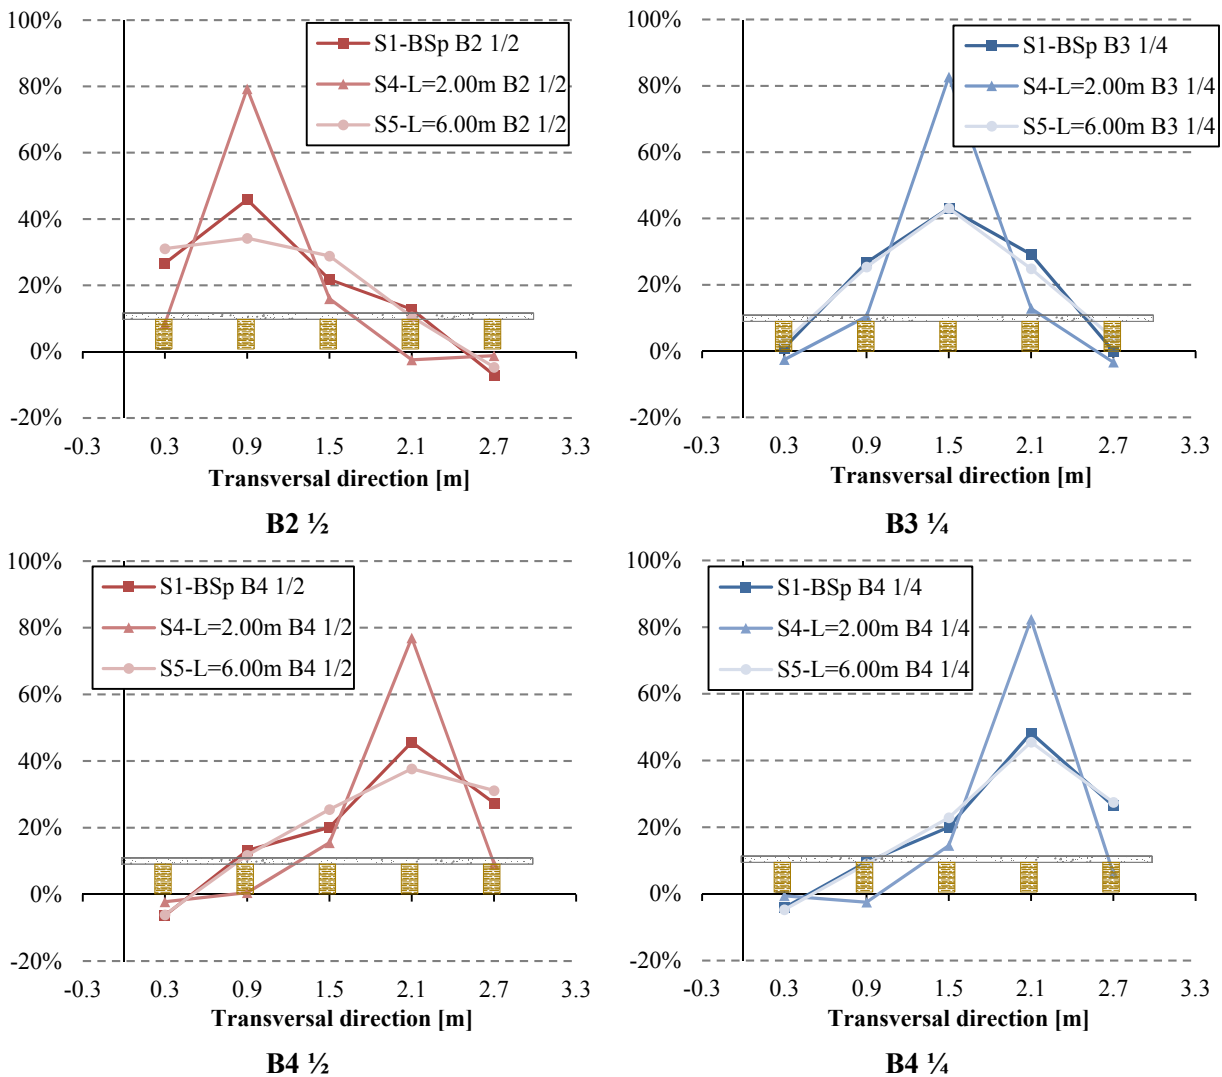 100%
80%
60%
40%
20%
0%
-20%
-0.3 0.3 0.9 1.5 2.1 2.7 3.3
Transversal direction [m]
S1-BSp B2 1/2
S4-L=2.00m B2 1/2
S5-L=6.00m B2 1/2
B2 ½
100%
80%
60%
40%
20%
0%
-20%
-0.3 0.3 0.9 1.5 2.1 2.7 3.3
Transversal direction [m]
S1-BSp B3 1/4
S4-L=2.00m B3 1/4
S5-L=6.00m B3 1/4
B3 ¼
100%
80%
60%
40%
20%
0%
-20%
-0.3 0.3 0.9 1.5 2.1 2.7 3.3
Transversal direction [m]
S1-BSp B4 1/2
S4-L=2.00m B4 1/2
S5-L=6.00m B4 1/2
B4 ½
100%
80%
60%
40%
20%
0%
-20%
-0.3 0.3 0.9 1.5 2.1 2.7 3.3
Transversal direction [m]
S1-BSp B4 1/4
S4-L=2.00m B4 1/4
S5-L=6.00m B4 1/4
B4 ¼